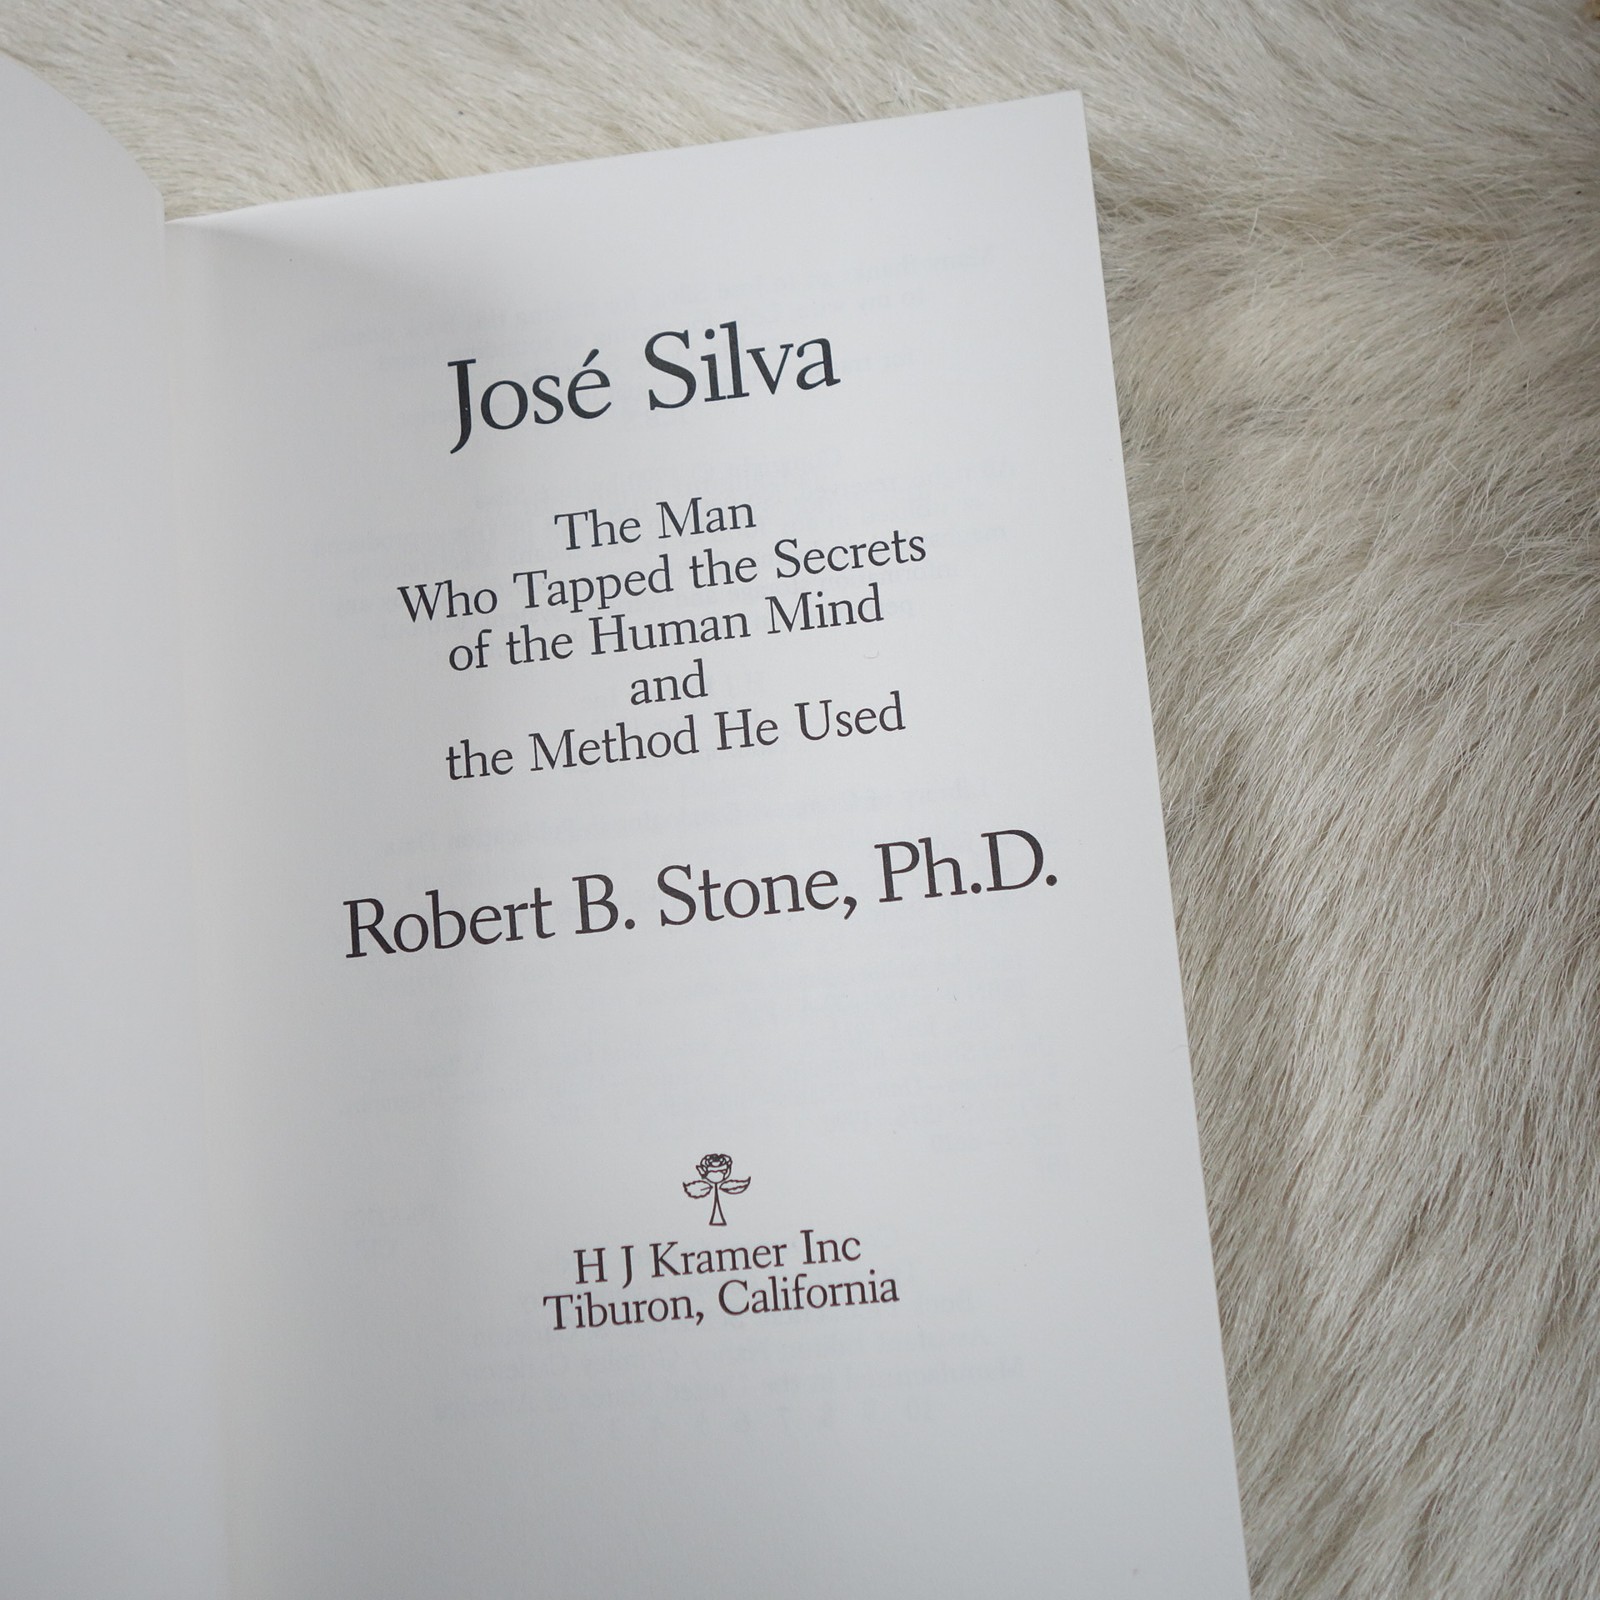 José Silva
The Man
Who Tapped the Secrets
of the Human Mind
and
the Method He Used
Robert B. Stone, Ph.D.
H J Kramer Inc
Tiburon, California